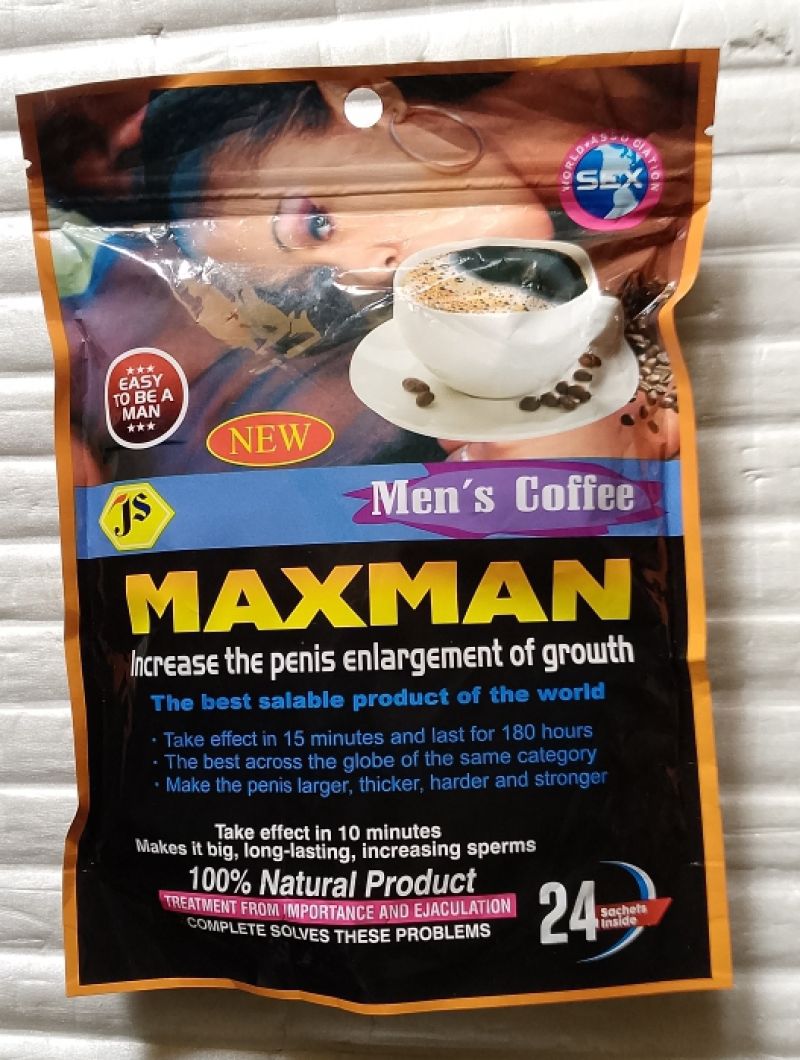 WORLD ASSOCIATION
SEX
EASY
TO BE A
MAN
NEW
JS
Men's Coffee
MAXMAN
Increase the penis enlargement of growth
The best salable product of the world
· Take effect in 15 minutes and last for 180 hours
· The best across the globe of the same category
· Make the penis larger, thicker, harder and stronger
Take effect in 10 minutes
Makes it big, long-lasting, increasing sperms
100% Natural Product
TREATMENT FROM IMPORTANCE AND EJACULATION
COMPLETE SOLVES THESE PROBLEMS
24 Sachets
Inside